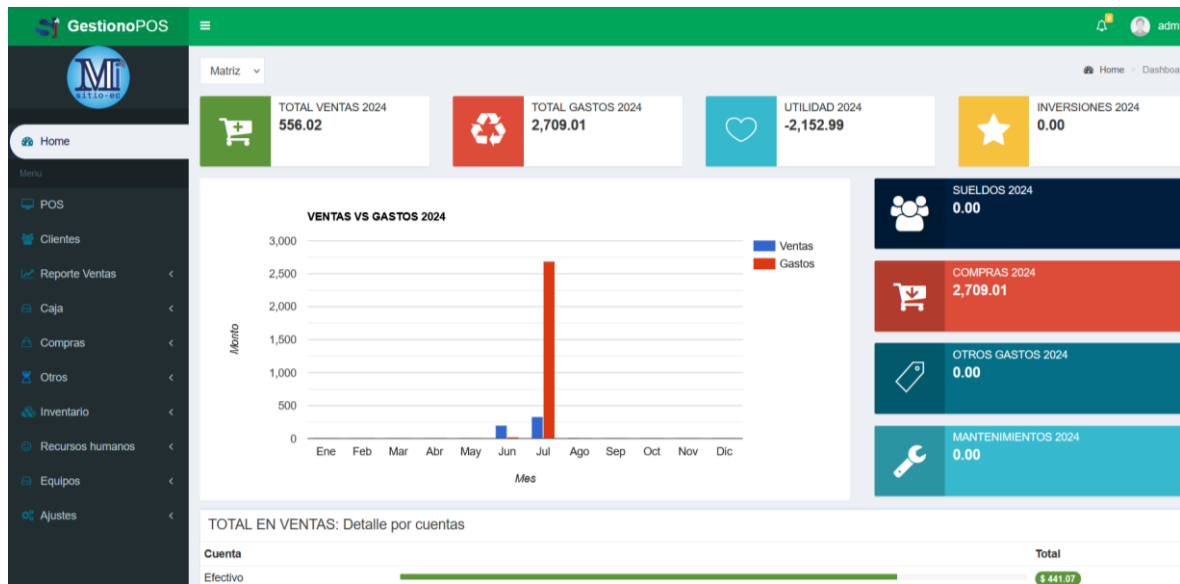 GestionoPOS
adm
Mi
sitio-ec
Home
Menu
POS
Clientes
Reporte Ventas
Caja
Compras
Otros
Inventario
Recursos humanos
Equipos
Ajustes
Matriz
Home > Dashboa
TOTAL VENTAS 2024
556.02
TOTAL GASTOS 2024
2,709.01
UTILIDAD 2024
-2,152.99
INVERSIONES 2024
0.00
VENTAS VS GASTOS 2024
3,000
2,500
2,000
1,500
1,000
500
0
Monto
Ene Feb Mar Abr May Jun Jul Ago Sep Oct Nov Dic
Mes
Ventas
Gastos
SUELDOS 2024
0.00
COMPRAS 2024
2,709.01
OTROS GASTOS 2024
0.00
MANTENIMIENTOS 2024
0.00
TOTAL EN VENTAS: Detalle por cuentas
Cuenta Total
Efectivo $ 441.07